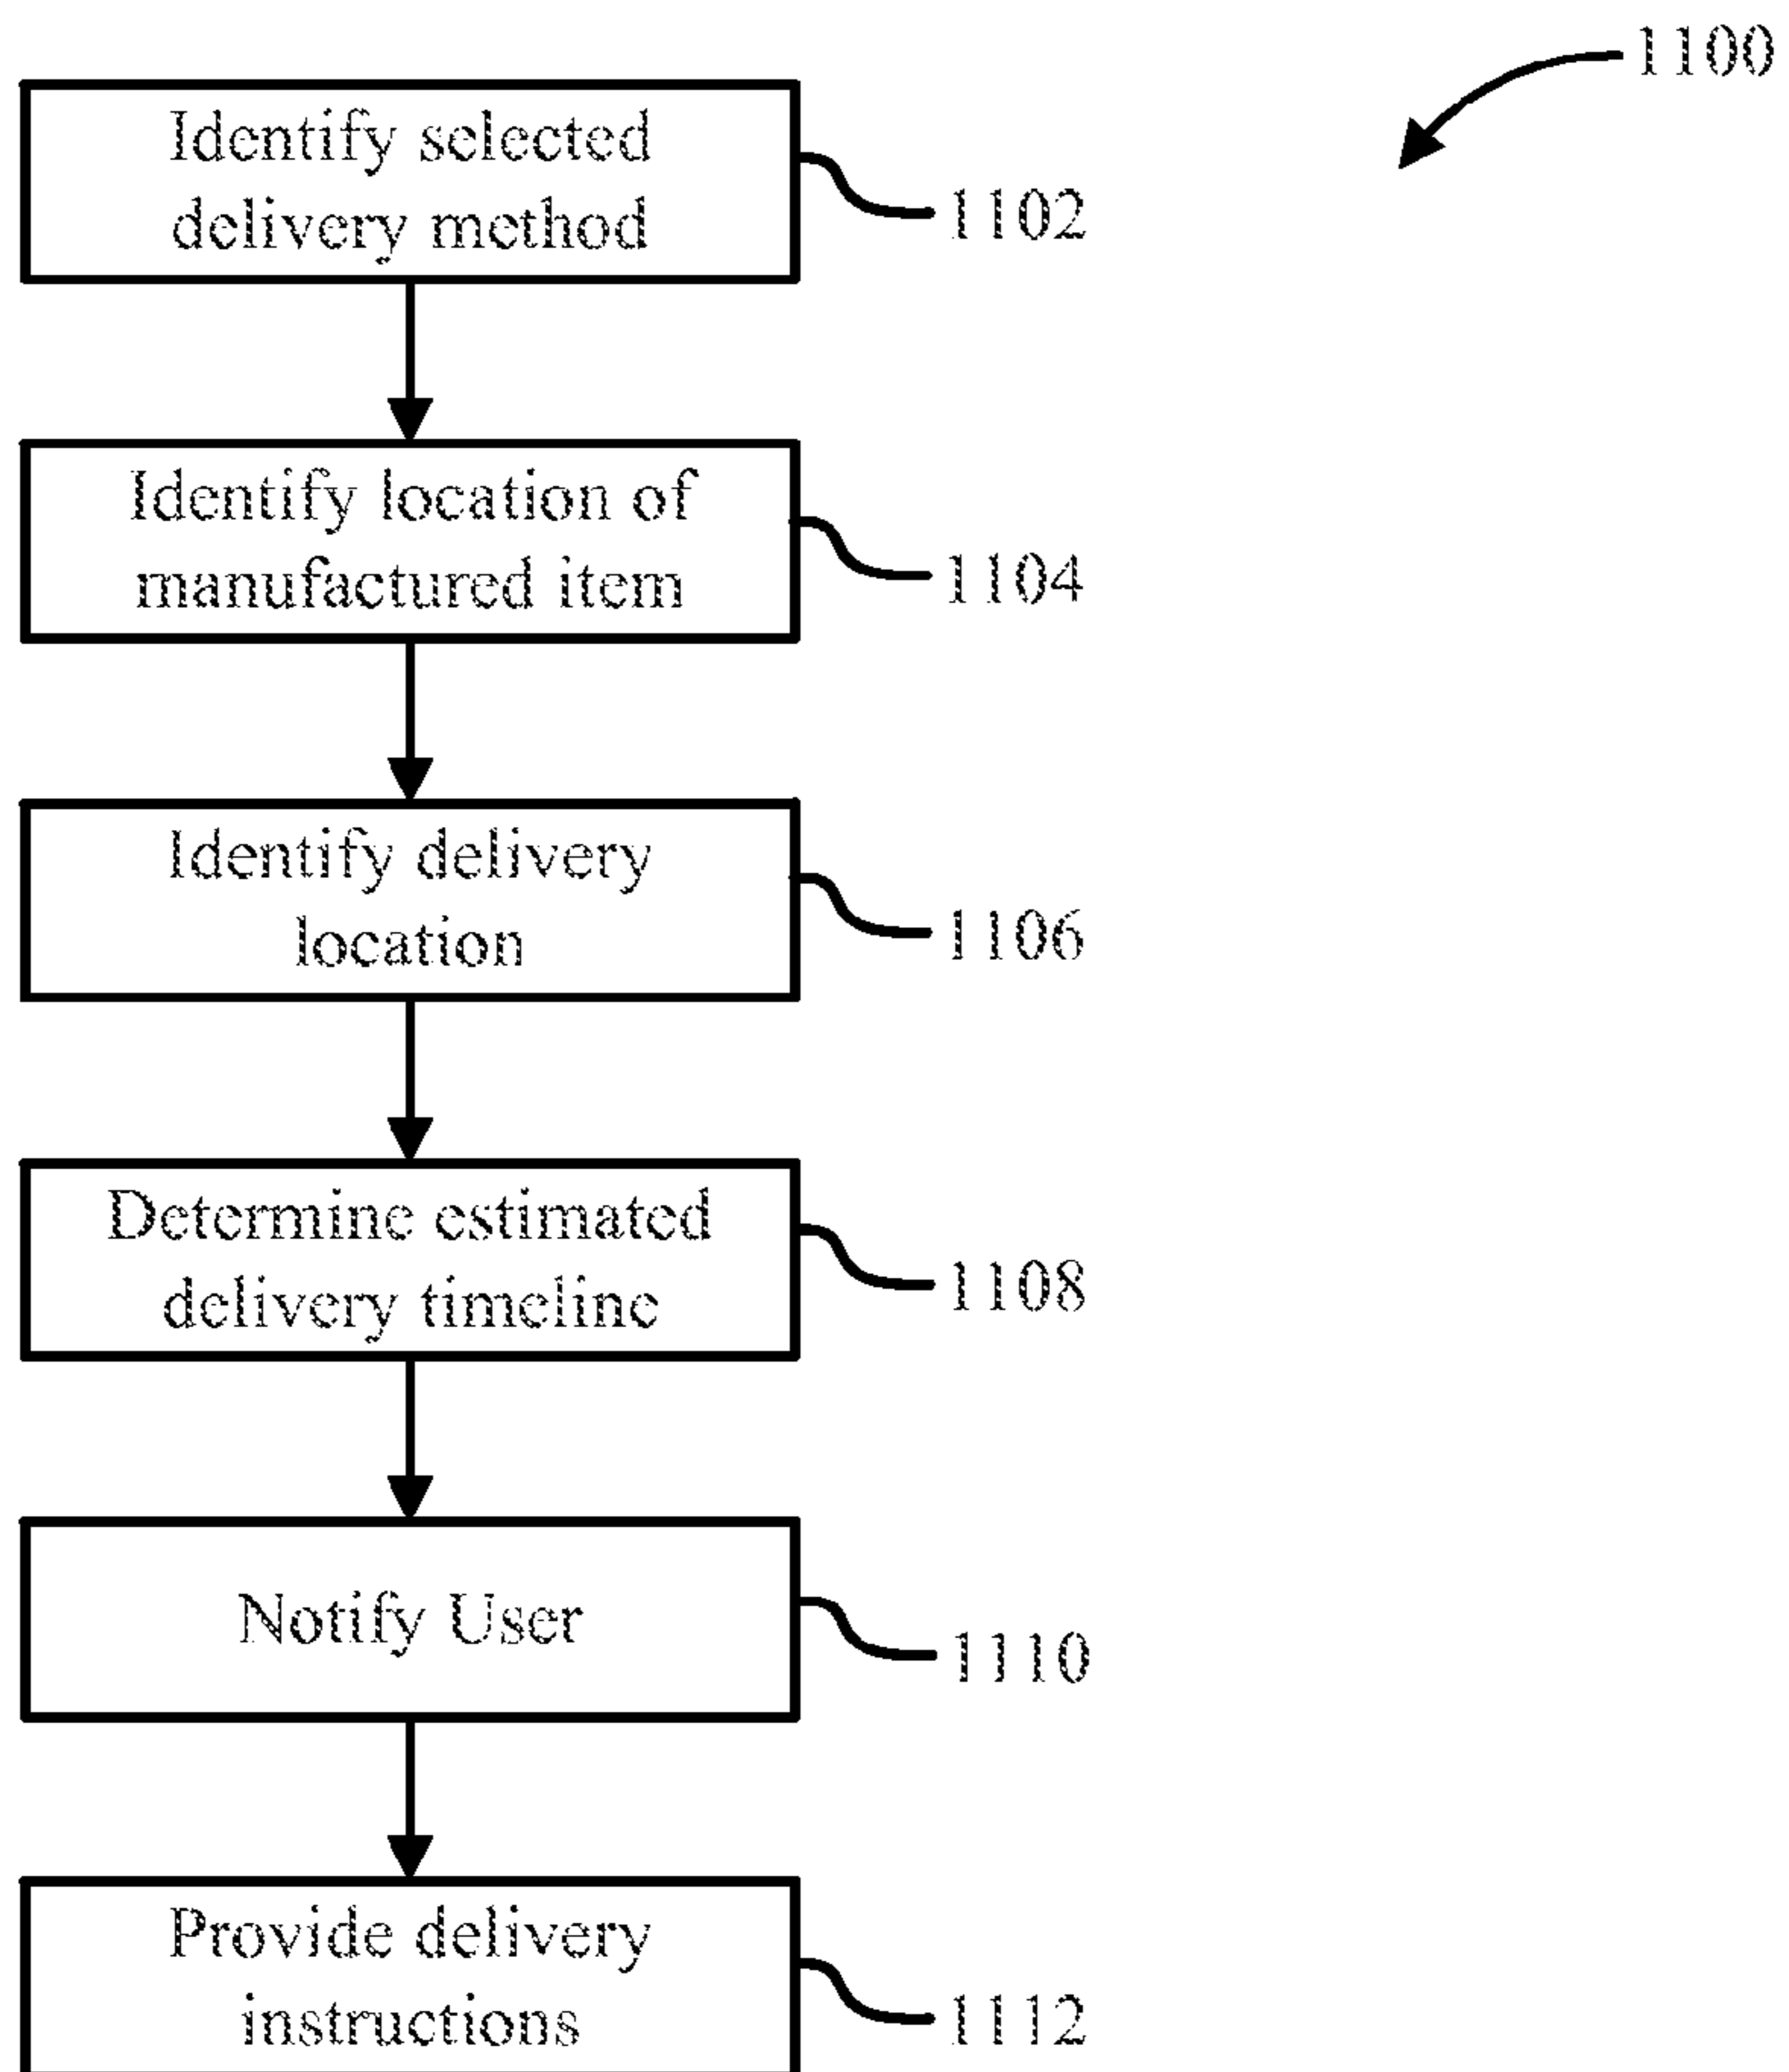 1100
Identify selected
delivery method
1102
Identify location of
manufactured item
1104
Identify delivery
location
1106
Determine estimated
delivery timeline
1108
Notify User
1110
Provide delivery
instructions
1112